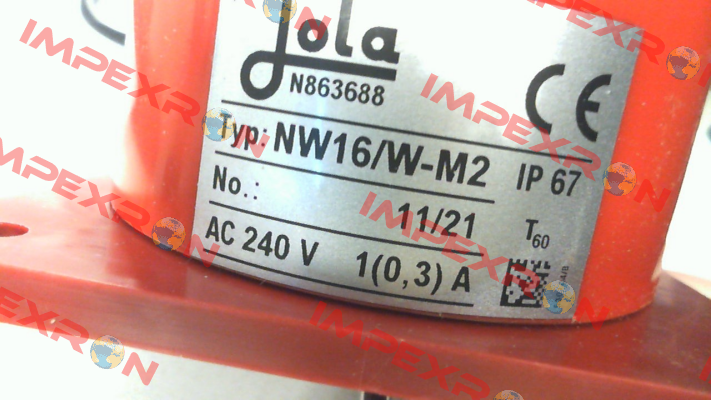 Jola
N863688
CE
Typ: NW16/W-M2 IP 67
No.: 11/21 T60
AC 240 V 1(0,3) A
IMPEXRON
IMPEXRON
IMPEXRON
IMPEXRON
IMPEXRON
IMPEXRON